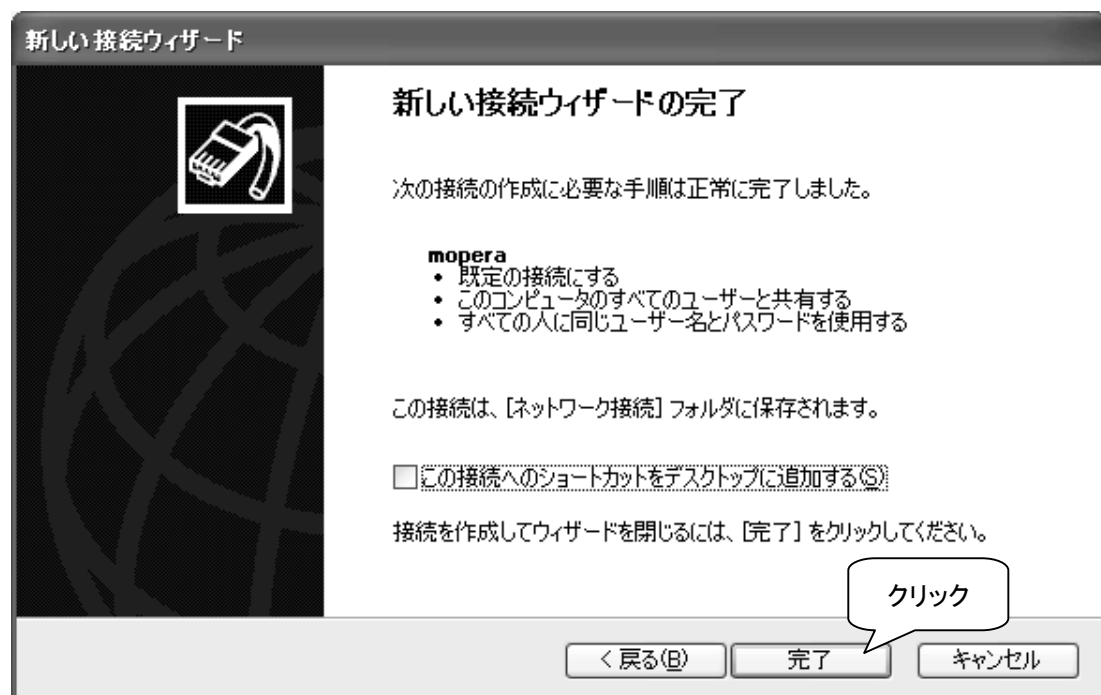 新しい接続ウィザード
新しい接続ウィザードの完了
次の接続の作成に必要な手順は正常に完了しました。
mopera
• 既定の接続にする
• このコンピュータのすべてのユーザーと共有する
• すべての人に同じユーザー名とパスワードを使用する
この接続は、[ネットワーク接続] フォルダに保存されます。
この接続へのショートカットをデスクトップに追加する(S)
接続を作成してウィザードを閉じるには、[完了] をクリックしてください。
クリック
< 戻る(B) 完了 キャンセル